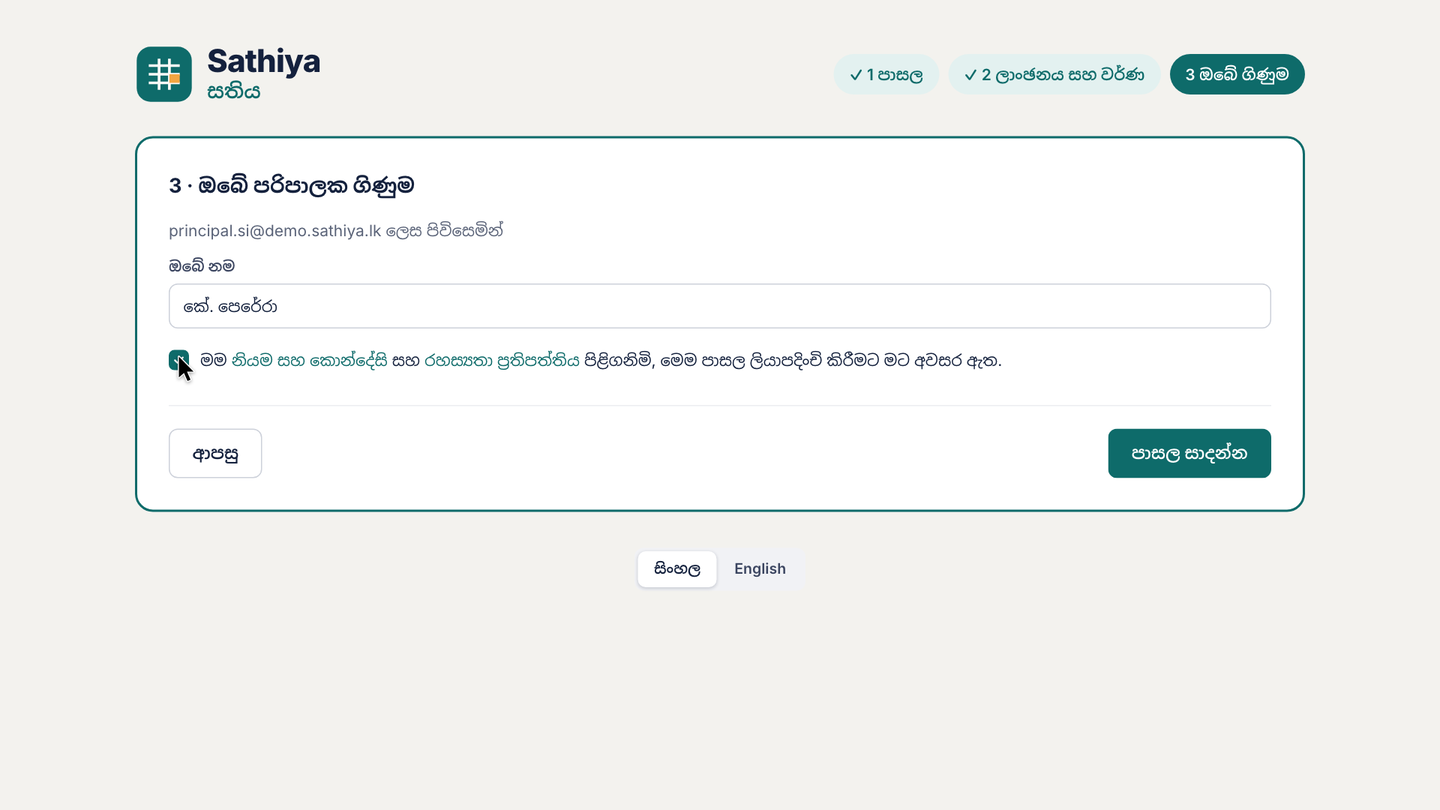 Sathiya
සතිය
✓ 1 පාසල
✓ 2 ලාංඡනය සහ වර්ණ
3 ඔබේ ගිණුම
3 · ඔබේ පරිපාලක ගිණුම
principal.si@demo.sathiya.lk ලෙස පිවිසෙමින්
ඔබේ නම
කේ. පෙරේරා
මම නියම සහ කොන්දේසි සහ රහස්‍යතා ප්‍රතිපත්තිය පිළිගනිමි, මෙම පාසල ලියාපදිංචි කිරීමට මට අවසර ඇත.
ආපසු
පාසල සාදන්න
සිංහල
English